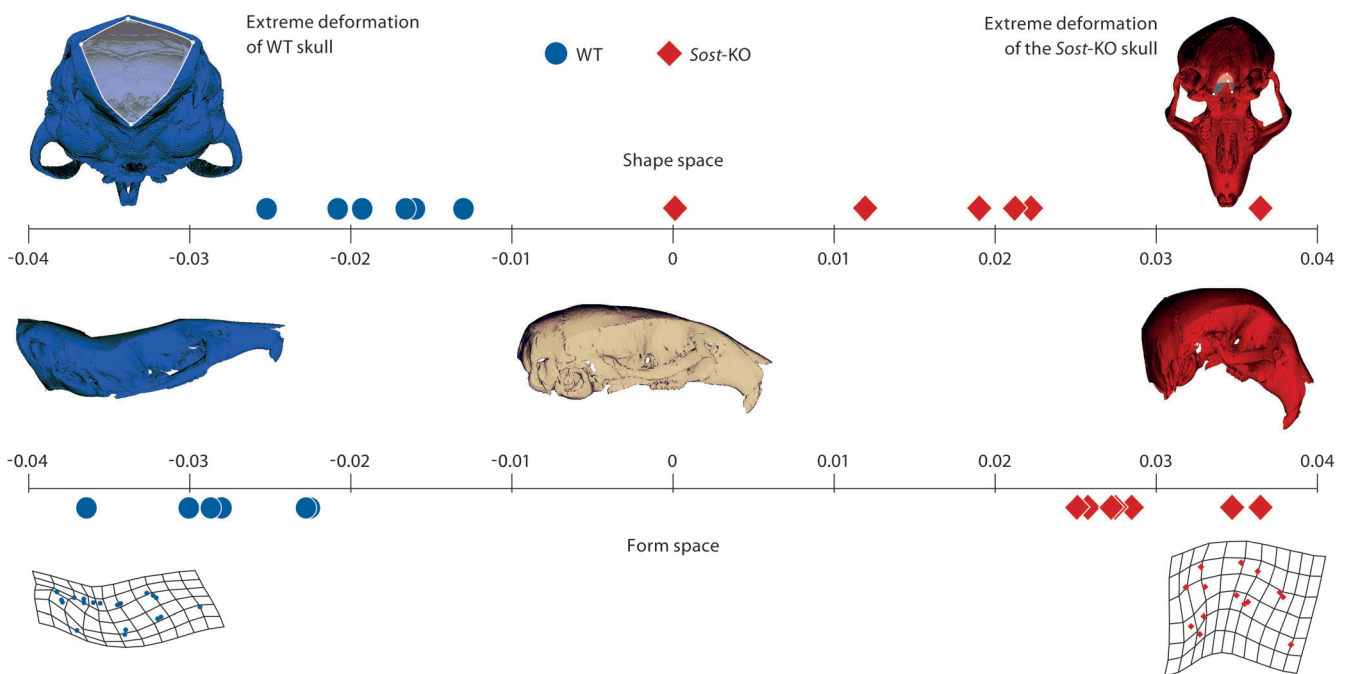 Extreme deformation
of WT skull
WT
Sost-KO
Extreme deformation
of the Sost-KO skull
Shape space
-0.04 -0.03 -0.02 -0.01 0 0.01 0.02 0.03 0.04
-0.04 -0.03 -0.02 -0.01 0 0.01 0.02 0.03 0.04
Form space